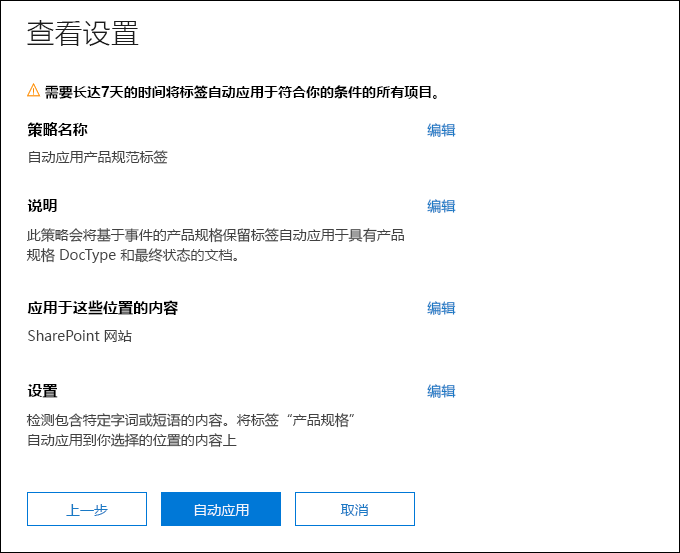 查看设置
需要长达7天的时间将标签自动应用于符合你的条件的所有项目。
策略名称 编辑
自动应用产品规范标签
说明 编辑
此策略会将基于事件的产品规格保留标签自动应用于具有产品
规格 DocType 和最终状态的文档。
应用于这些位置的内容 编辑
SharePoint 网站
设置 编辑
检测包含特定字词或短语的内容。将标签“产品规格”
自动应用到你选择的位置的内容上
上一步 自动应用 取消